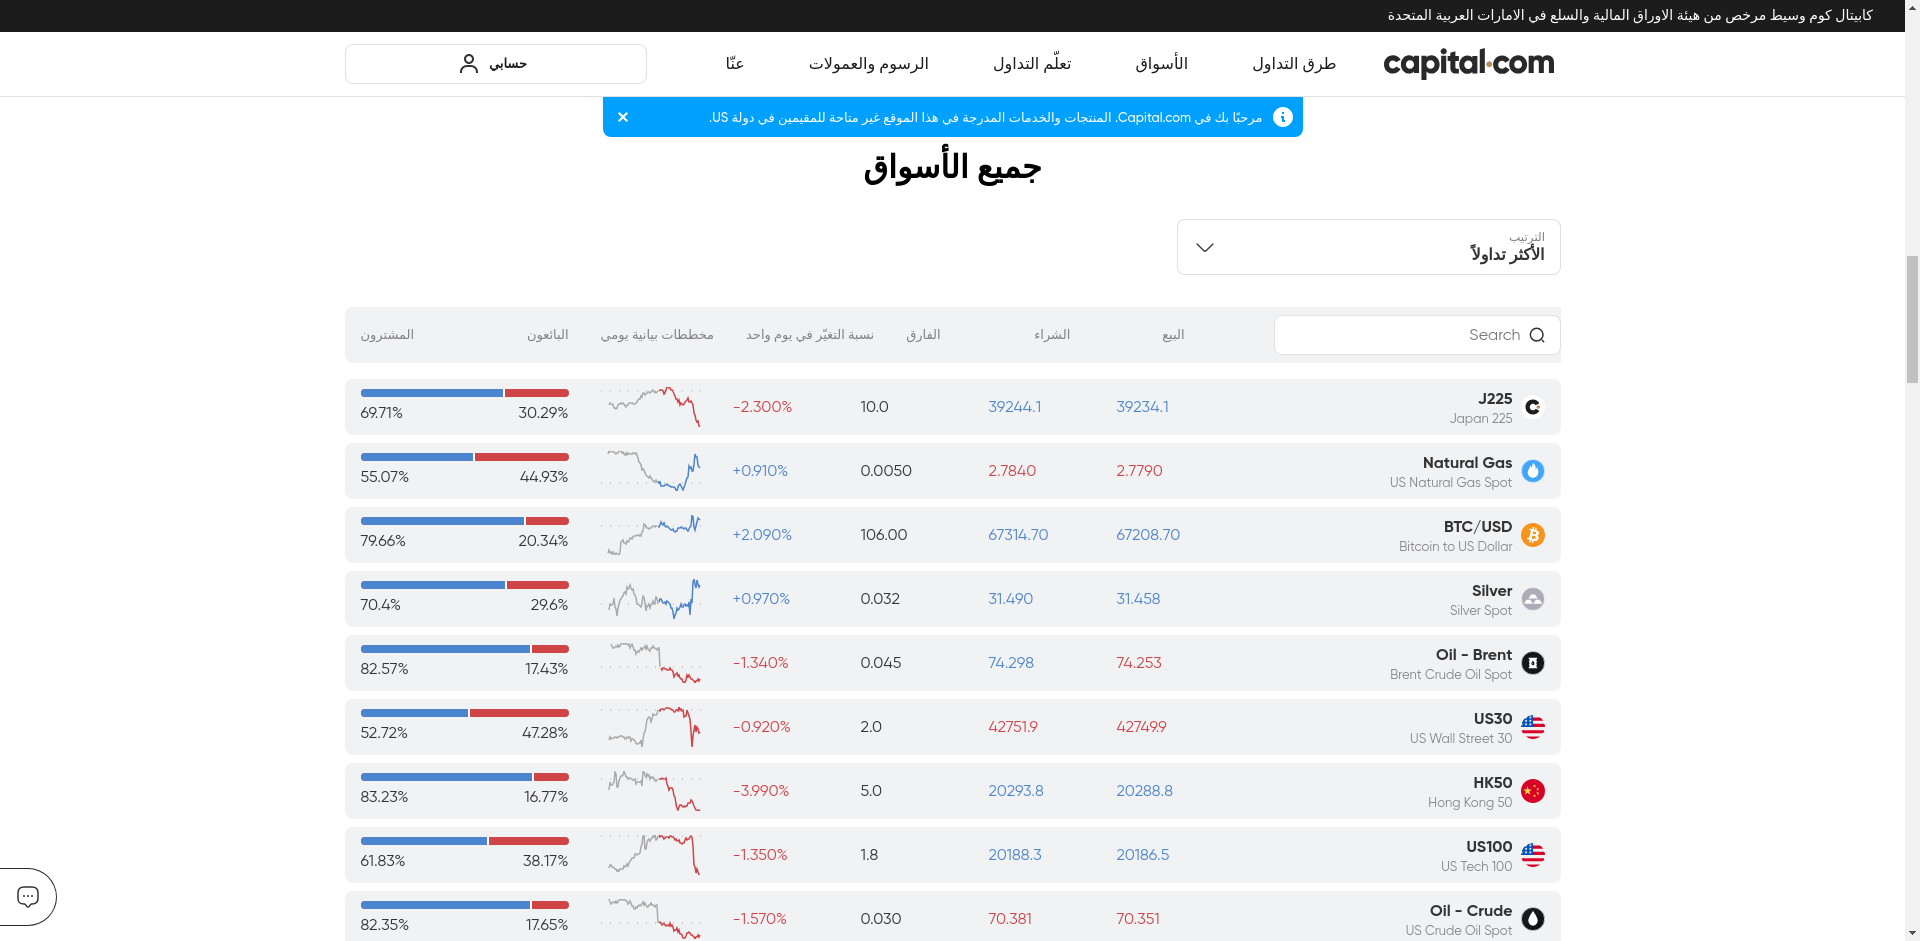 كابيتال كوم وسيط مرخص من هيئة الاوراق المالية والسلع في الامارات العربية المتحدة
capital.com
طرق التداول
الأسواق
تعلّم التداول
الرسوم والعمولات
عنّا
حسابي
مرحبًا بك في Capital.com. المنتجات والخدمات المدرجة في هذا الموقع غير متاحة للمقيمين في دولة US.
جميع الأسواق
الترتيب
الأكثر تداولاً
Search
البيع
الشراء
الفارق
نسبة التغيّر في يوم واحد
مخططات بيانية يومي
البائعون
المشترون
J225
Japan 225
39234.1
39244.1
10.0
-2.300%
30.29%
69.71%
Natural Gas
US Natural Gas Spot
2.7790
2.7840
0.0050
+0.910%
44.93%
55.07%
BTC/USD
Bitcoin to US Dollar
67208.70
67314.70
106.00
+2.090%
20.34%
79.66%
Silver
Silver Spot
31.458
31.490
0.032
+0.970%
29.6%
70.4%
Oil - Brent
Brent Crude Oil Spot
74.253
74.298
0.045
-1.340%
17.43%
82.57%
US30
US Wall Street 30
42749.9
42751.9
2.0
-0.920%
47.28%
52.72%
HK50
Hong Kong 50
20288.8
20293.8
5.0
-3.990%
16.77%
83.23%
US100
US Tech 100
20186.5
20188.3
1.8
-1.350%
38.17%
61.83%
Oil - Crude
US Crude Oil Spot
70.351
70.381
0.030
-1.570%
17.65%
82.35%